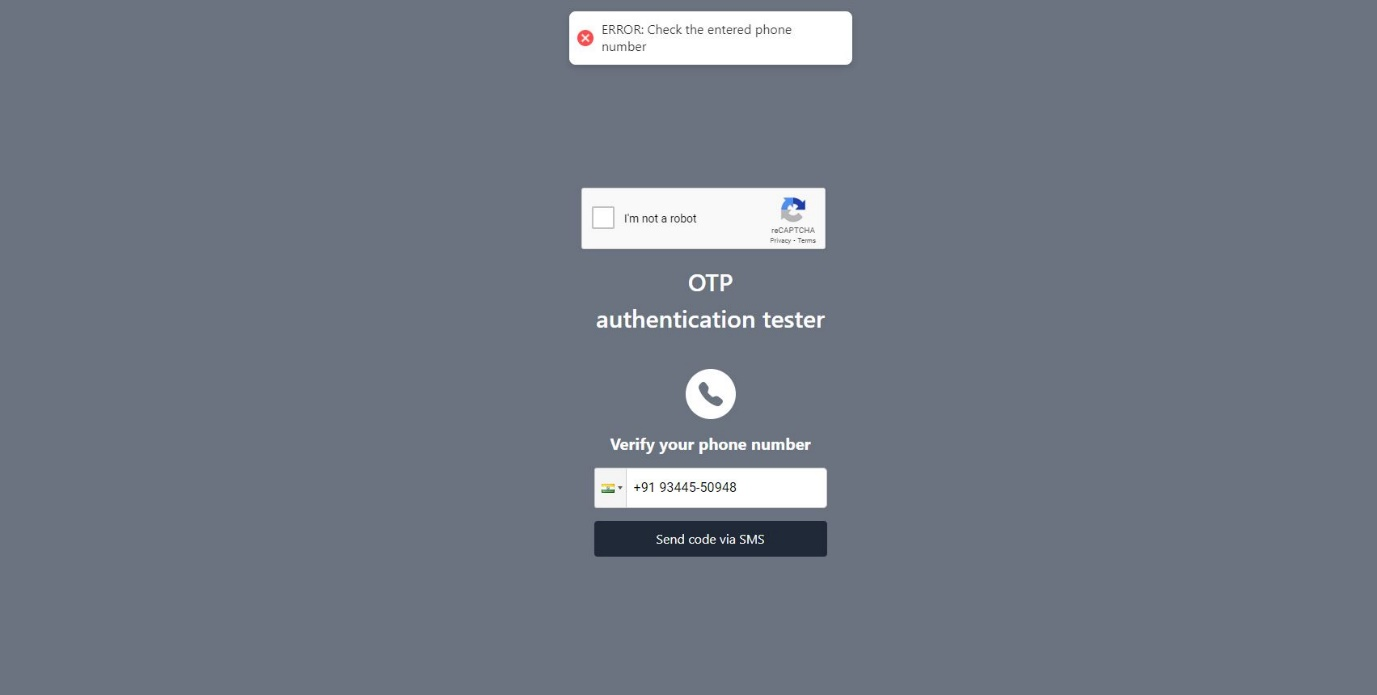 ERROR: Check the entered phone
number
I'm not a robot
reCAPTCHA
Privacy - Terms
OTP
authentication tester
Verify your phone number
+91 93445-50948
Send code via SMS